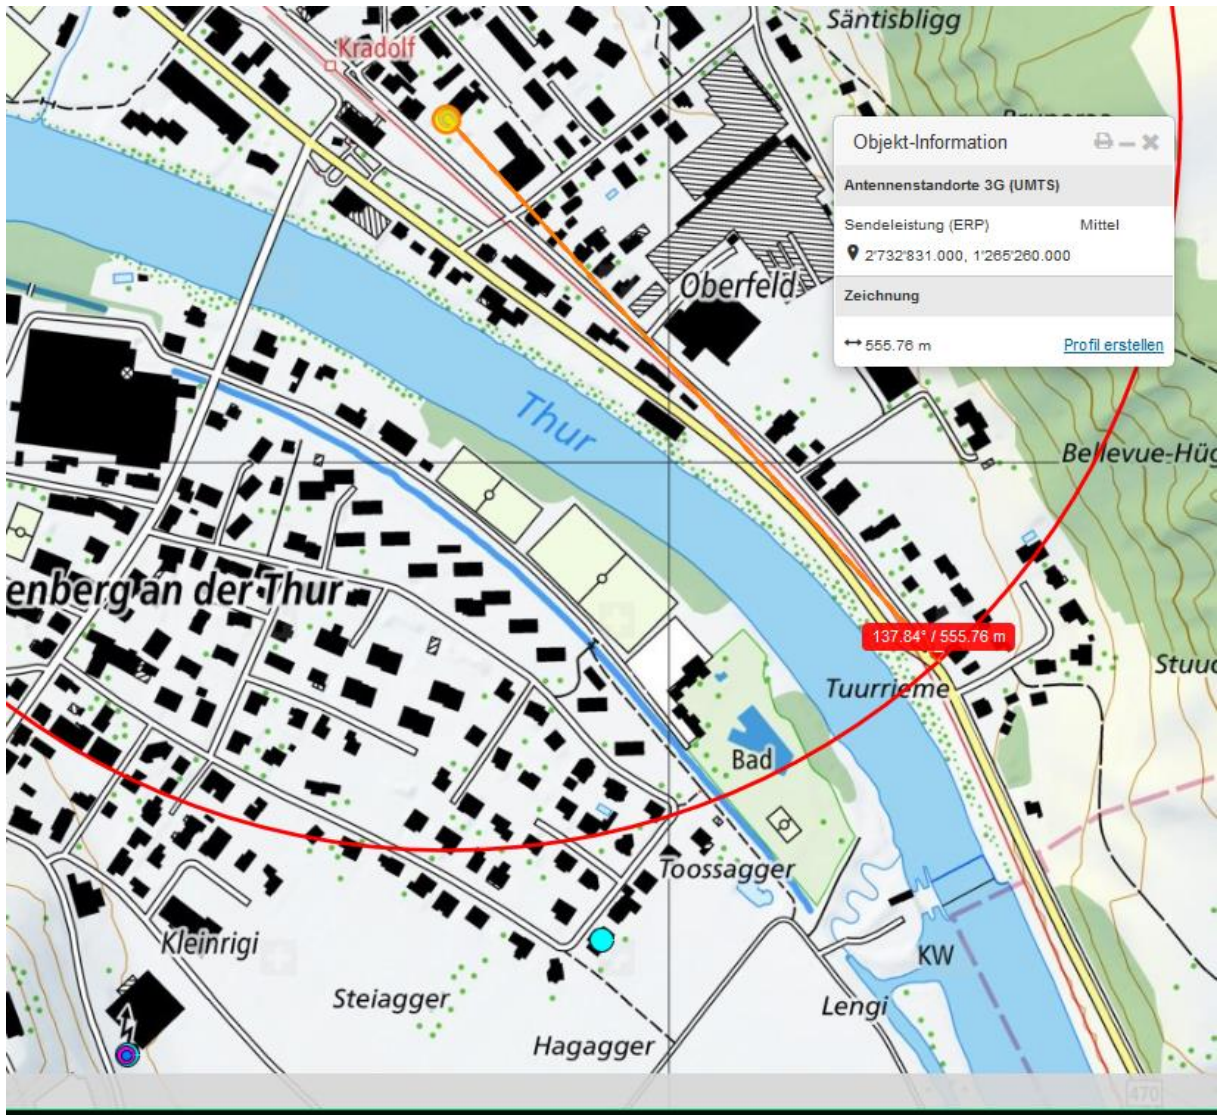 Säntisbligg
Kradolf
Objekt-Information
Antennenstandorte 3G (UMTS)
Sendeleistung (ERP) Mittel
2'732'831.000, 1'265'260.000
Oberfeld
Zeichnung
555.76 m Profil erstellen
Thur
Bellevue-Hüg
enberg an der Thur
137.84° / 555.76 m
Stuud
Tuurrieme
Bad
Toossagger
Kleinrigi
KW
Steiagger
Lengi
Hagagger
470